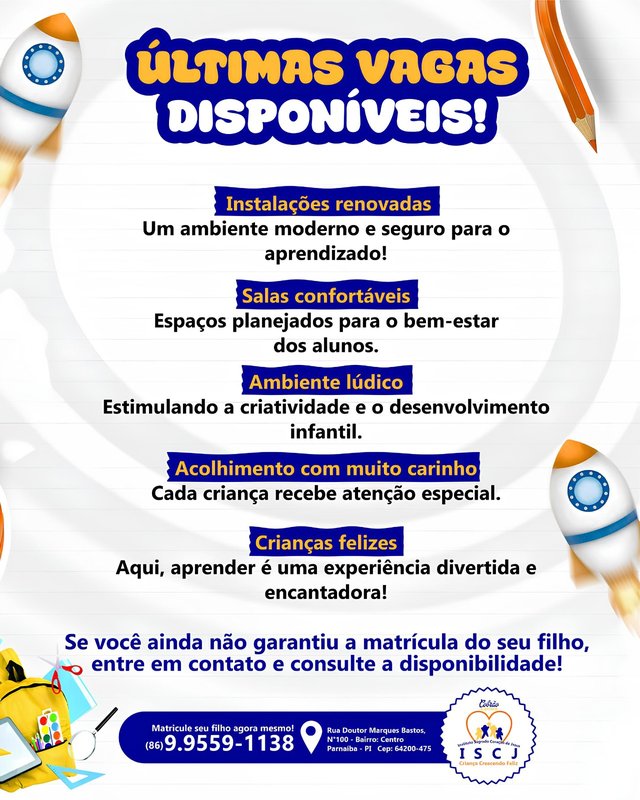 ÚLTIMAS VAGAS
DISPONÍVEIS!
Instalações renovadas
Um ambiente moderno e seguro para o
aprendizado!
Salas confortáveis
Espaços planejados para o bem-estar
dos alunos.
Ambiente lúdico
Estimulando a criatividade e o desenvolvimento
infantil.
Acolhimento com muito carinho
Cada criança recebe atenção especial.
Crianças felizes
Aqui, aprender é uma experiência divertida e
encantadora!
Se você ainda não garantiu a matrícula do seu filho,
entre em contato e consulte a disponibilidade!
Matricule seu filho agora mesmo!
(86)9.9559-1138
Rua Doutor Marques Bastos,
N°100 - Bairro: Centro
Parnaíba - PI Cep: 64200-475
Instituto Sagrado Coração de Jesus
I S C J
Criança Crescendo Feliz